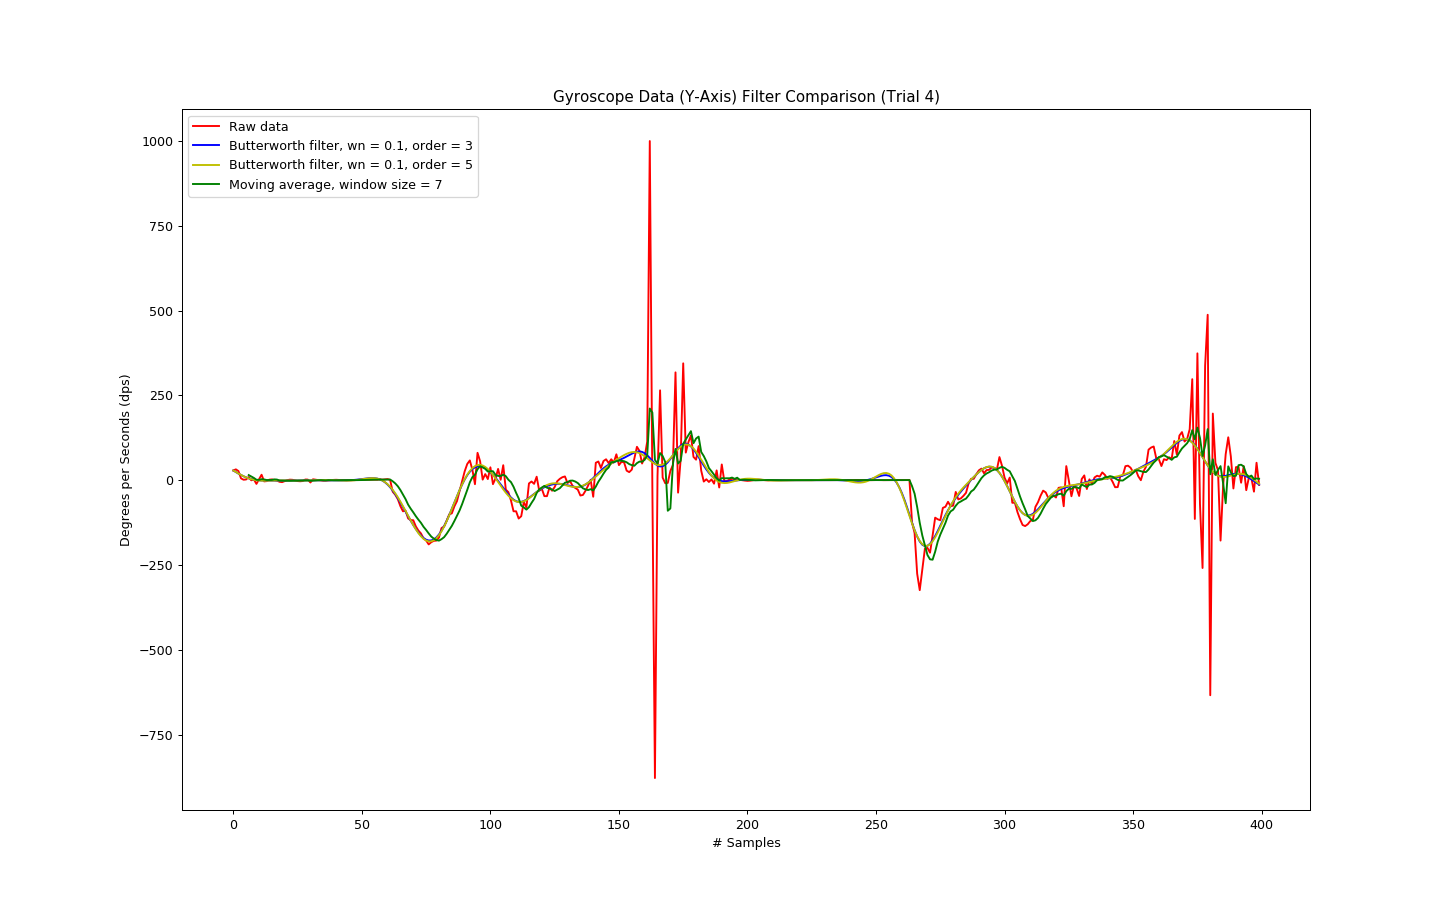 Gyroscope Data (Y-Axis) Filter Comparison (Trial 4)
Raw data
Butterworth filter, wn = 0.1, order = 3
Butterworth filter, wn = 0.1, order = 5
Moving average, window size = 7
1000
750
500
250
0
−250
−500
−750
Degrees per Seconds (dps)
0 50 100 150 200 250 300 350 400
# Samples